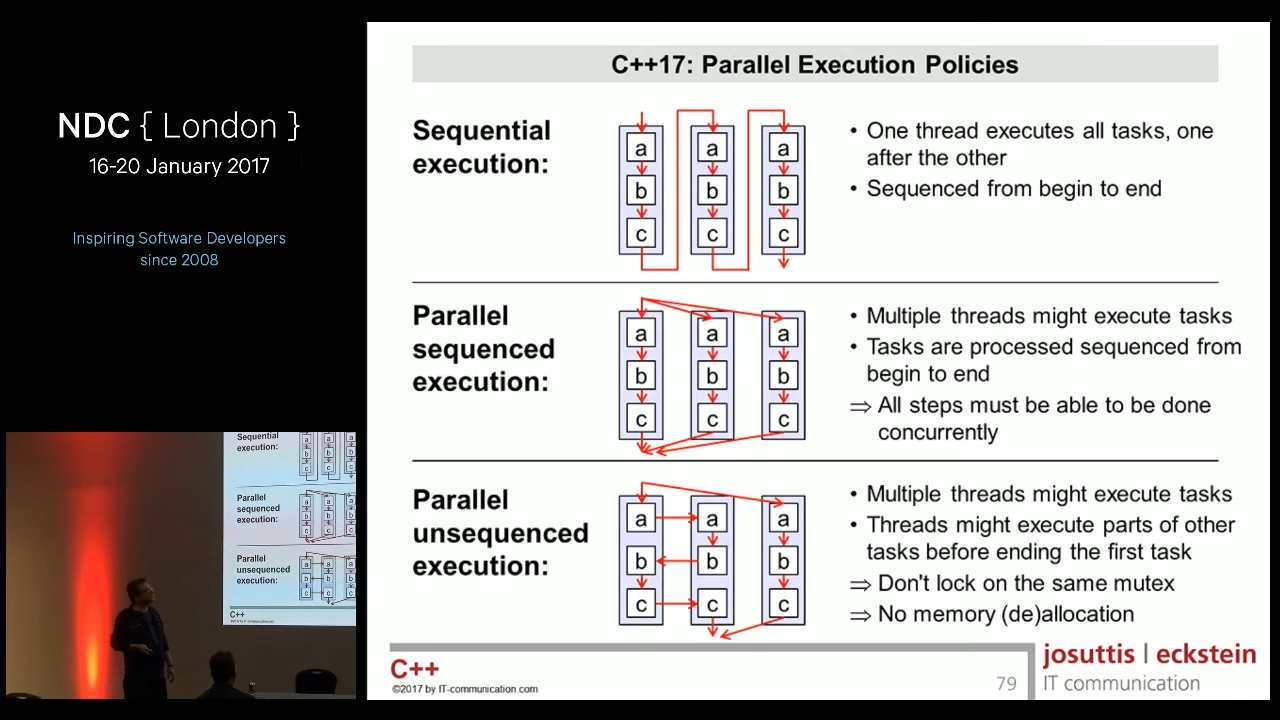 NDC { London }
16-20 January 2017
Inspiring Software Developers
since 2008
C++17: Parallel Execution Policies
Sequential
execution:
a a a
b b b
c c c
• One thread executes all tasks, one
after the other
• Sequenced from begin to end
Parallel
sequenced
execution:
a a a
b b b
c c c
• Multiple threads might execute tasks
• Tasks are processed sequenced from
begin to end
⇒ All steps must be able to be done
concurrently
Parallel
unsequenced
execution:
a a a
b b b
c c c
• Multiple threads might execute tasks
• Threads might execute parts of other
tasks before ending the first task
⇒ Don't lock on the same mutex
⇒ No memory (de)allocation
C++
©2017 by IT-communication.com
79
josuttis | eckstein
IT communication
Sequential
execution:
a a a
b b b
c c c
Parallel
sequenced
execution:
a a a
b b b
c c c
Parallel
unsequenced
execution:
a a a
b b b
c c c
C++